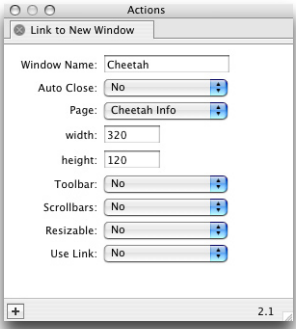 Actions
Link to New Window
Window Name: Cheetah
Auto Close: No
Page: Cheetah Info
width: 320
height: 120
Toolbar: No
Scrollbars: No
Resizable: No
Use Link: No
+ 2.1